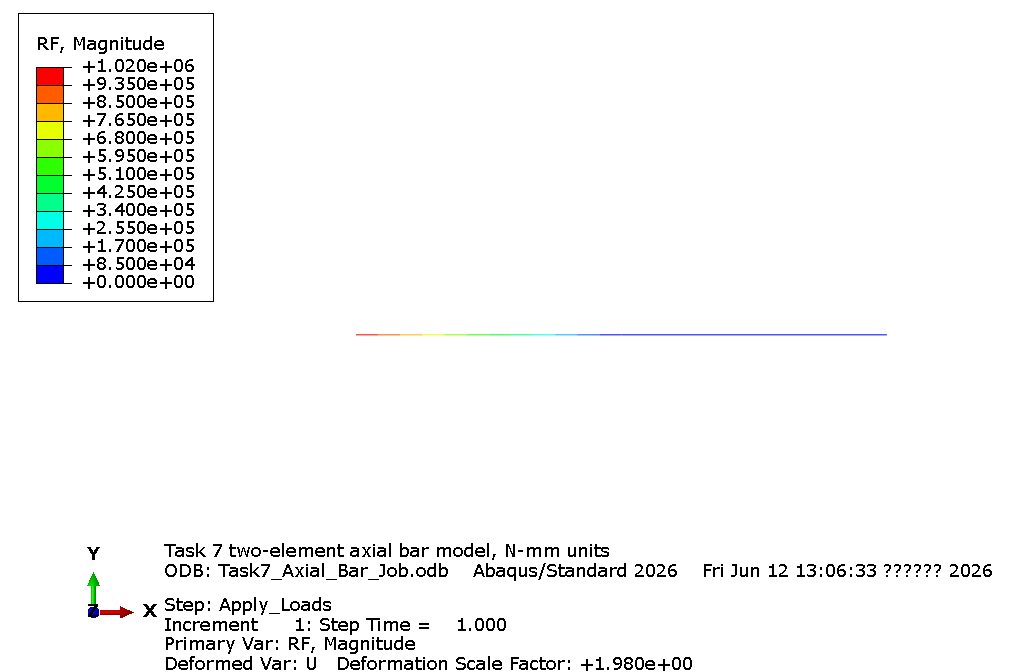 RF, Magnitude
+1.020e+06
+9.350e+05
+8.500e+05
+7.650e+05
+6.800e+05
+5.950e+05
+5.100e+05
+4.250e+05
+3.400e+05
+2.550e+05
+1.700e+05
+8.500e+04
+0.000e+00
Y
Z
X
Task 7 two-element axial bar model, N-mm units
ODB: Task7_Axial_Bar_Job.odb Abaqus/Standard 2026 Fri Jun 12 13:06:33 ?????? 2026
Step: Apply_Loads
Increment 1: Step Time = 1.000
Primary Var: RF, Magnitude
Deformed Var: U Deformation Scale Factor: +1.980e+00